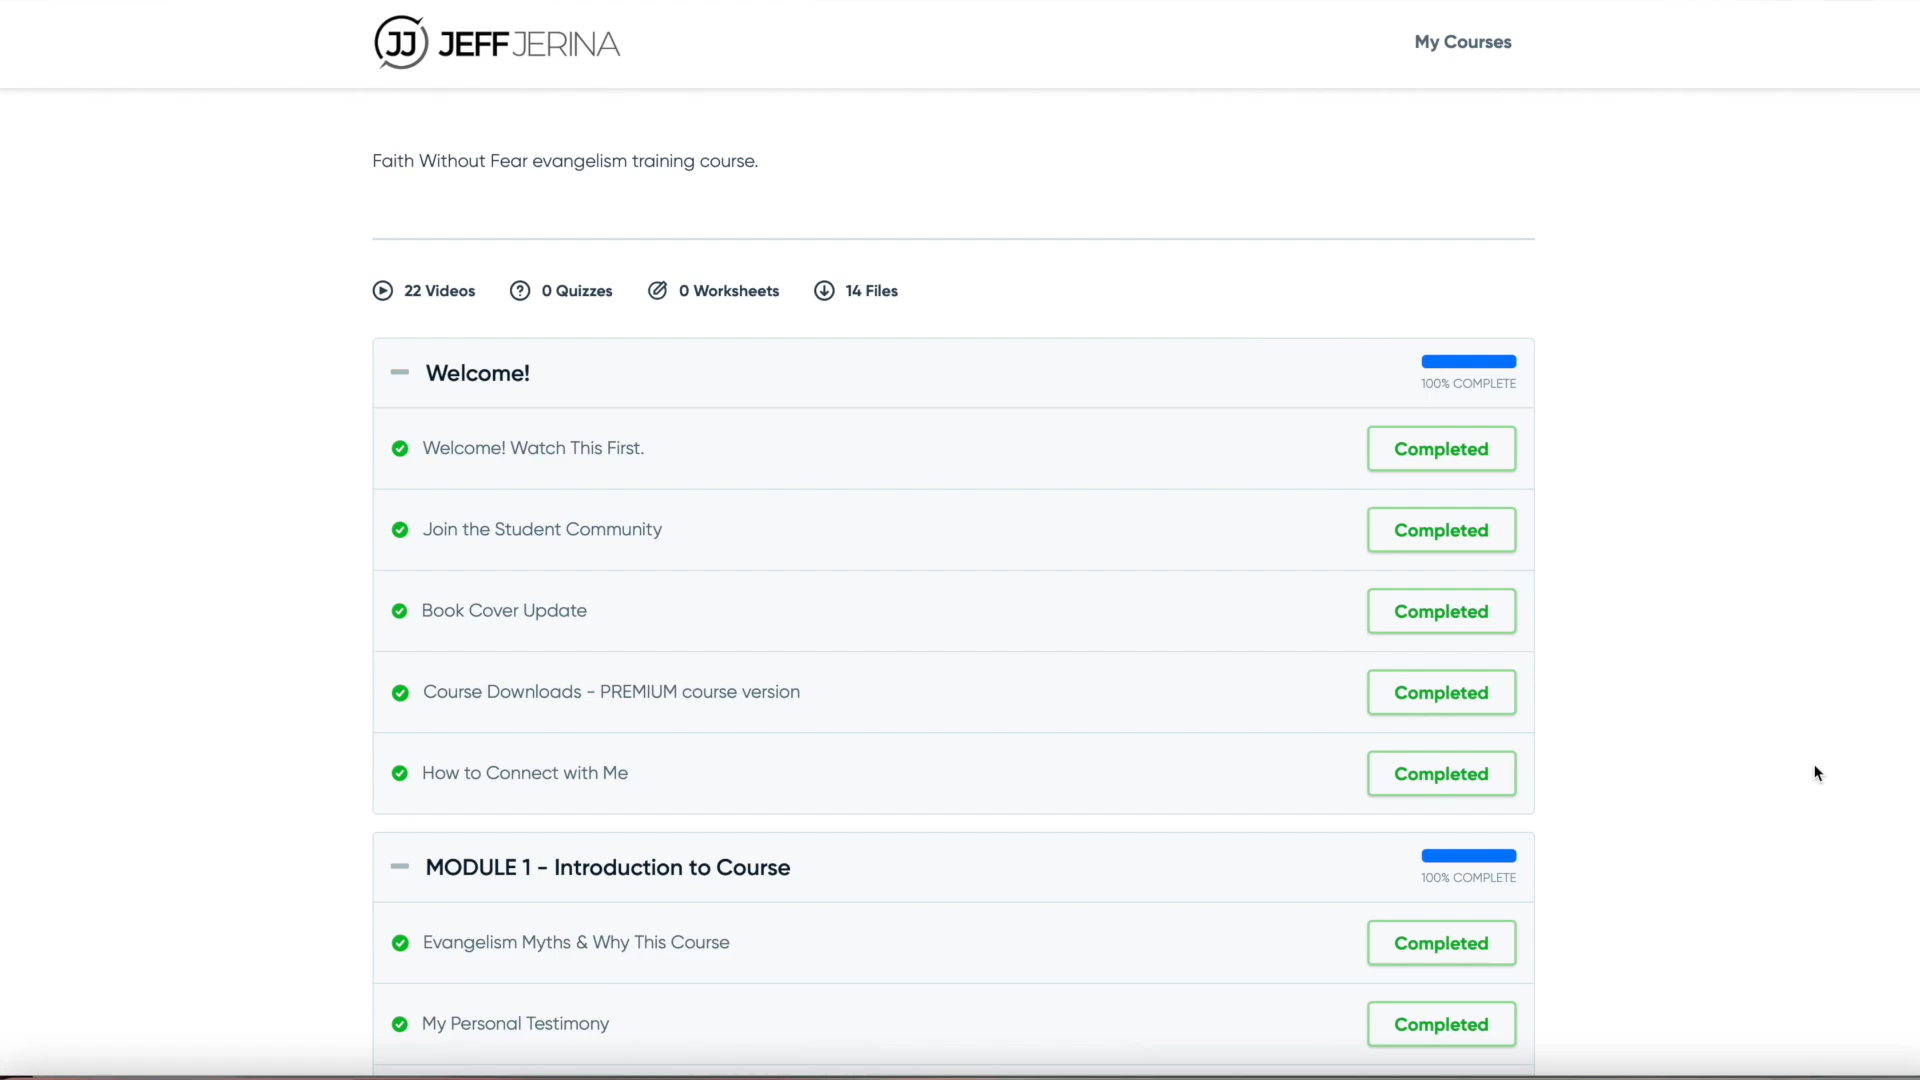 JJ JEFFJERINA
My Courses
Faith Without Fear evangelism training course.
22 Videos
0 Quizzes
0 Worksheets
14 Files
Welcome!
100% COMPLETE
Welcome! Watch This First.
Completed
Join the Student Community
Completed
Book Cover Update
Completed
Course Downloads - PREMIUM course version
Completed
How to Connect with Me
Completed
MODULE 1 - Introduction to Course
100% COMPLETE
Evangelism Myths & Why This Course
Completed
My Personal Testimony
Completed